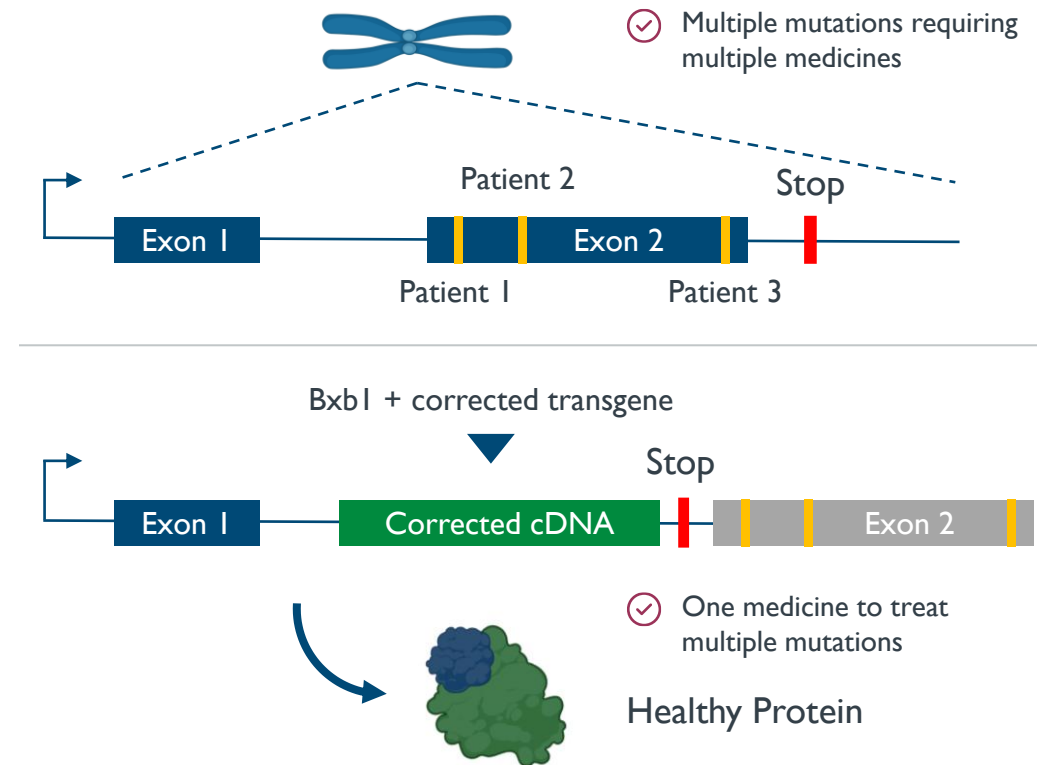 Multiple mutations requiring
multiple medicines
Patient 2
Stop
Exon 1
Exon 2
Patient 1
Patient 3
Bxb1 + corrected transgene
Stop
Exon 1
Corrected cDNA
Exon 2
One medicine to treat
multiple mutations
Healthy Protein